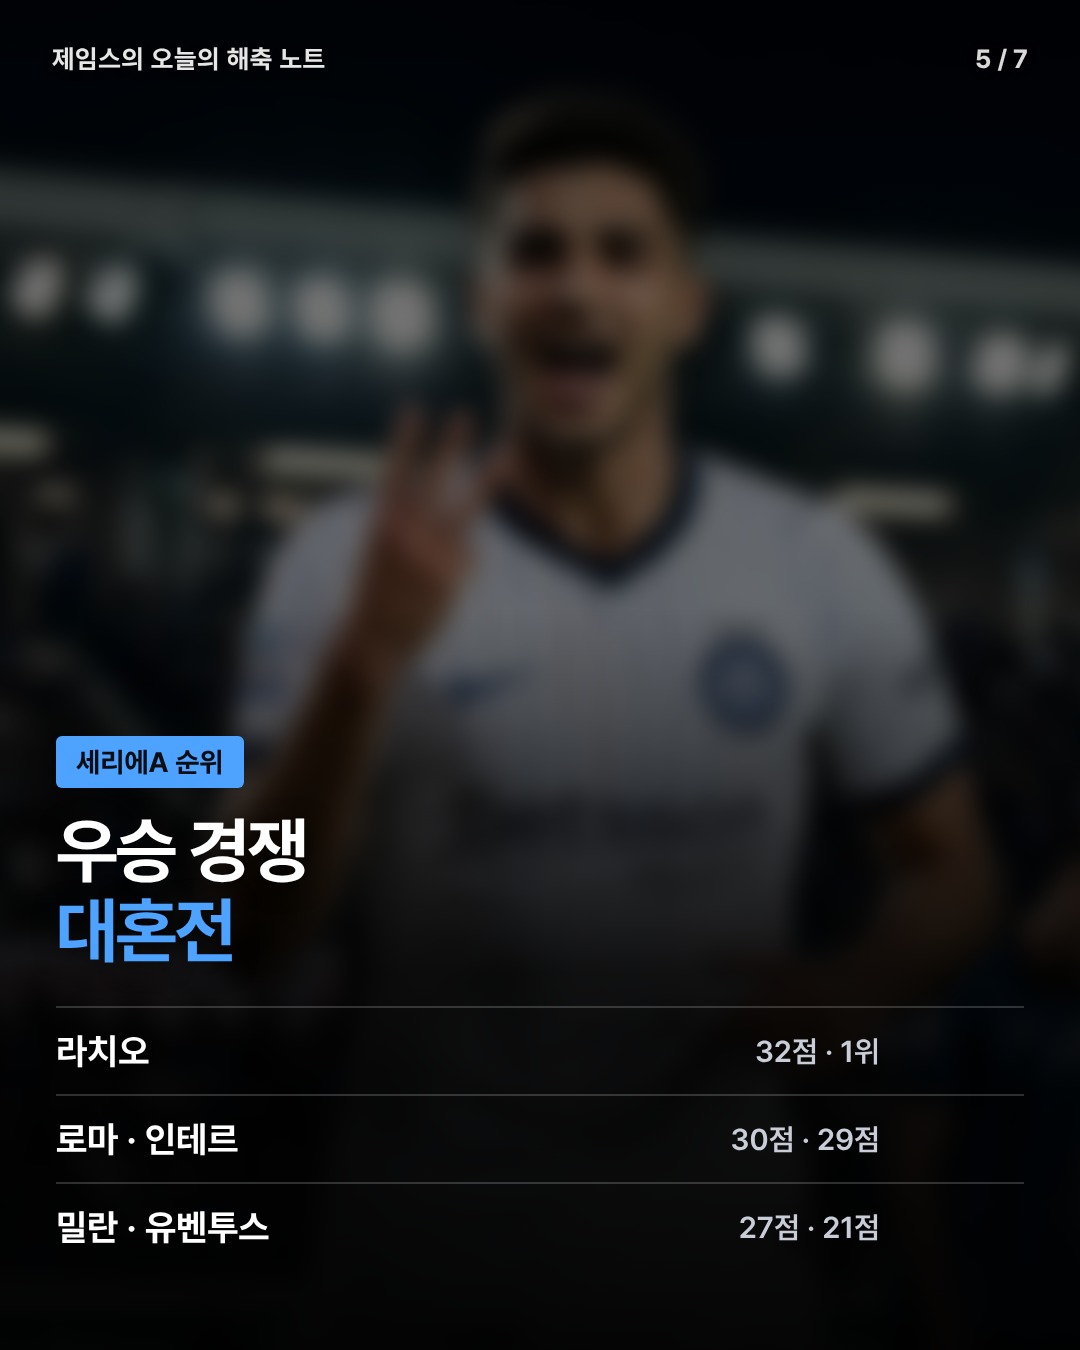 제임스의 오늘의 해축 노트
5 / 7
세리에A 순위
우승 경쟁
대혼전
라치오 32점 · 1위
로마 · 인테르 30점 · 29점
밀란 · 유벤투스 27점 · 21점